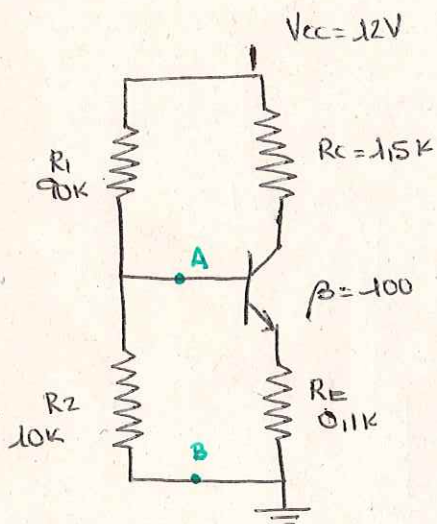 Vcc = 12V
R1
90K
Rc = 1,5 K
A
β = 100
R2
10K
RE
0,1K
B